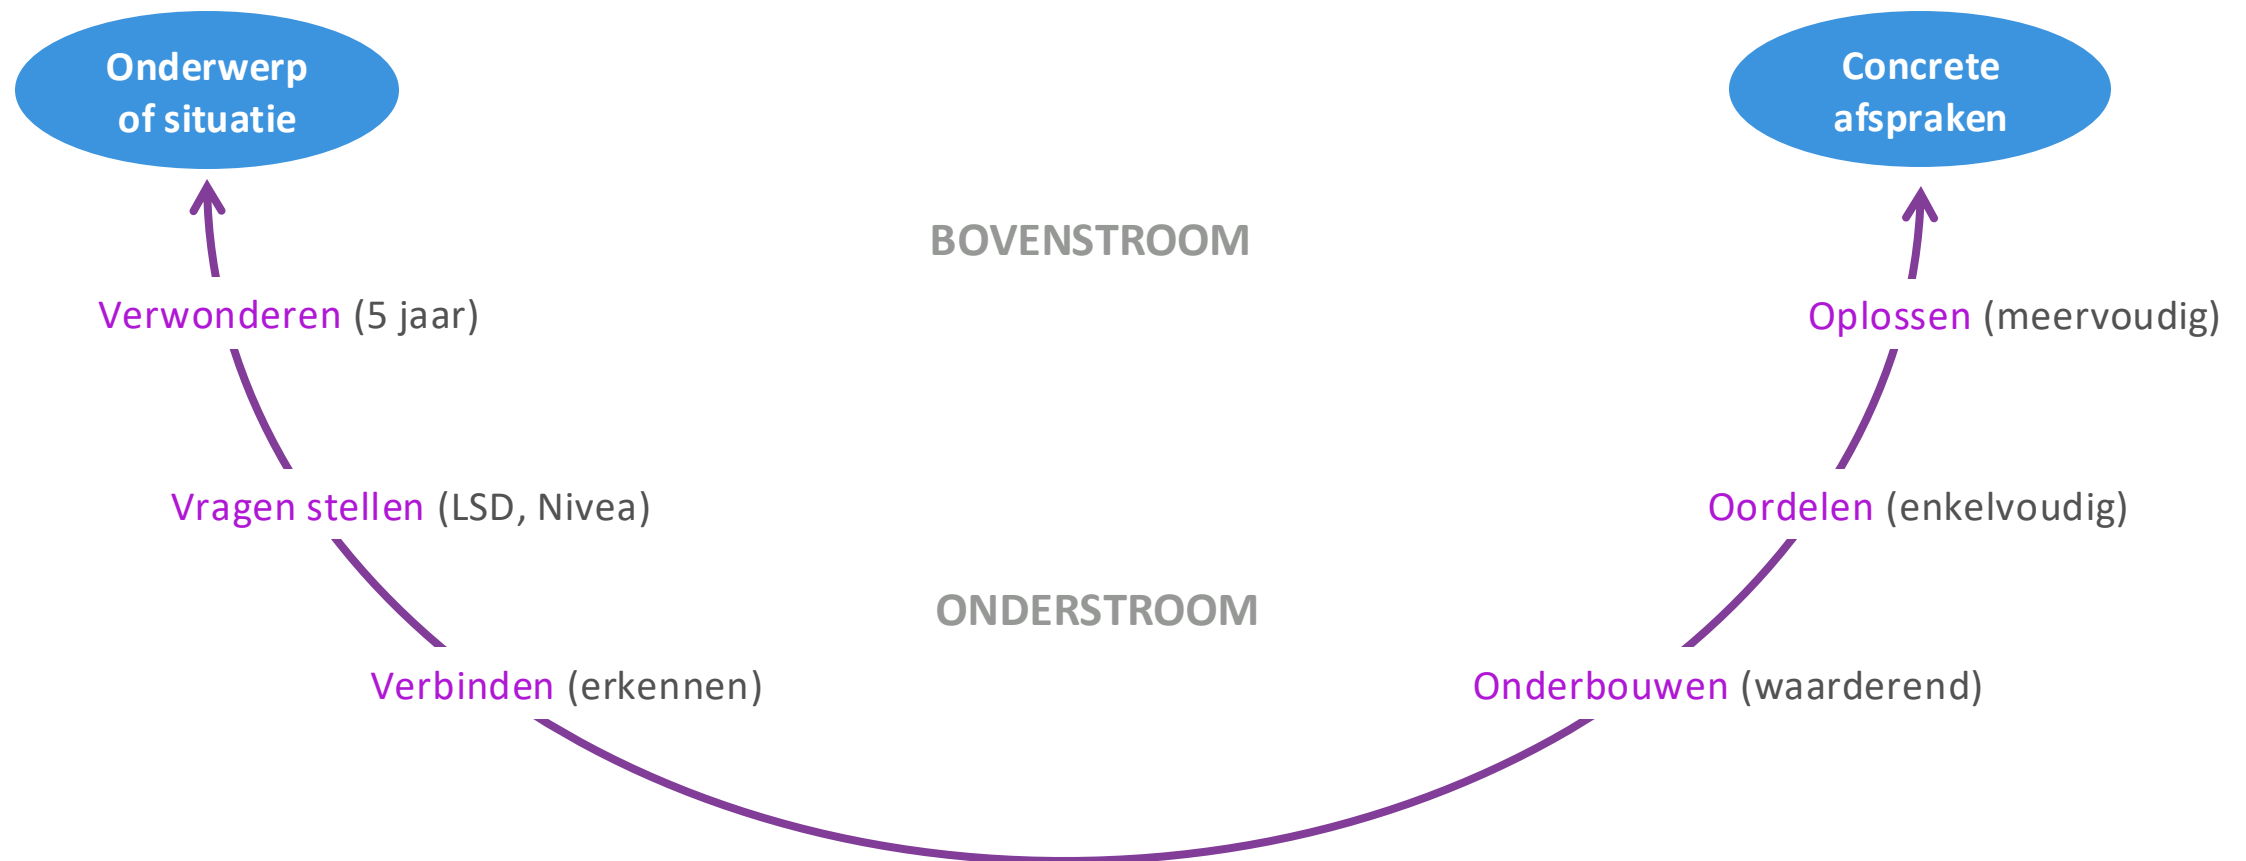 Onderwerp
of situatie
Concrete
afspraken
BOVENSTROOM
Verwonderen (5 jaar)
Oplossen (meervoudig)
Vragen stellen (LSD, Nivea)
Oordelen (enkelvoudig)
ONDERSTROOM
Verbinden (erkennen)
Onderbouwen (waarderend)